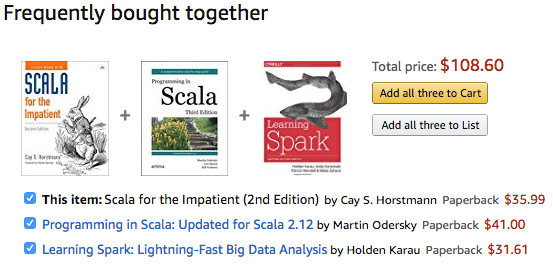 Frequently bought together
SCALA
for the Impatient
Second Edition
Cay S. Horstmann
+
Programming in
Scala
Third Edition
artima
+
O'REILLY
Learning
Spark
Total price: $108.60
Add all three to Cart
Add all three to List
This item: Scala for the Impatient (2nd Edition) by Cay S. Horstmann Paperback $35.99
Programming in Scala: Updated for Scala 2.12 by Martin Odersky Paperback $41.00
Learning Spark: Lightning-Fast Big Data Analysis by Holden Karau Paperback $31.61